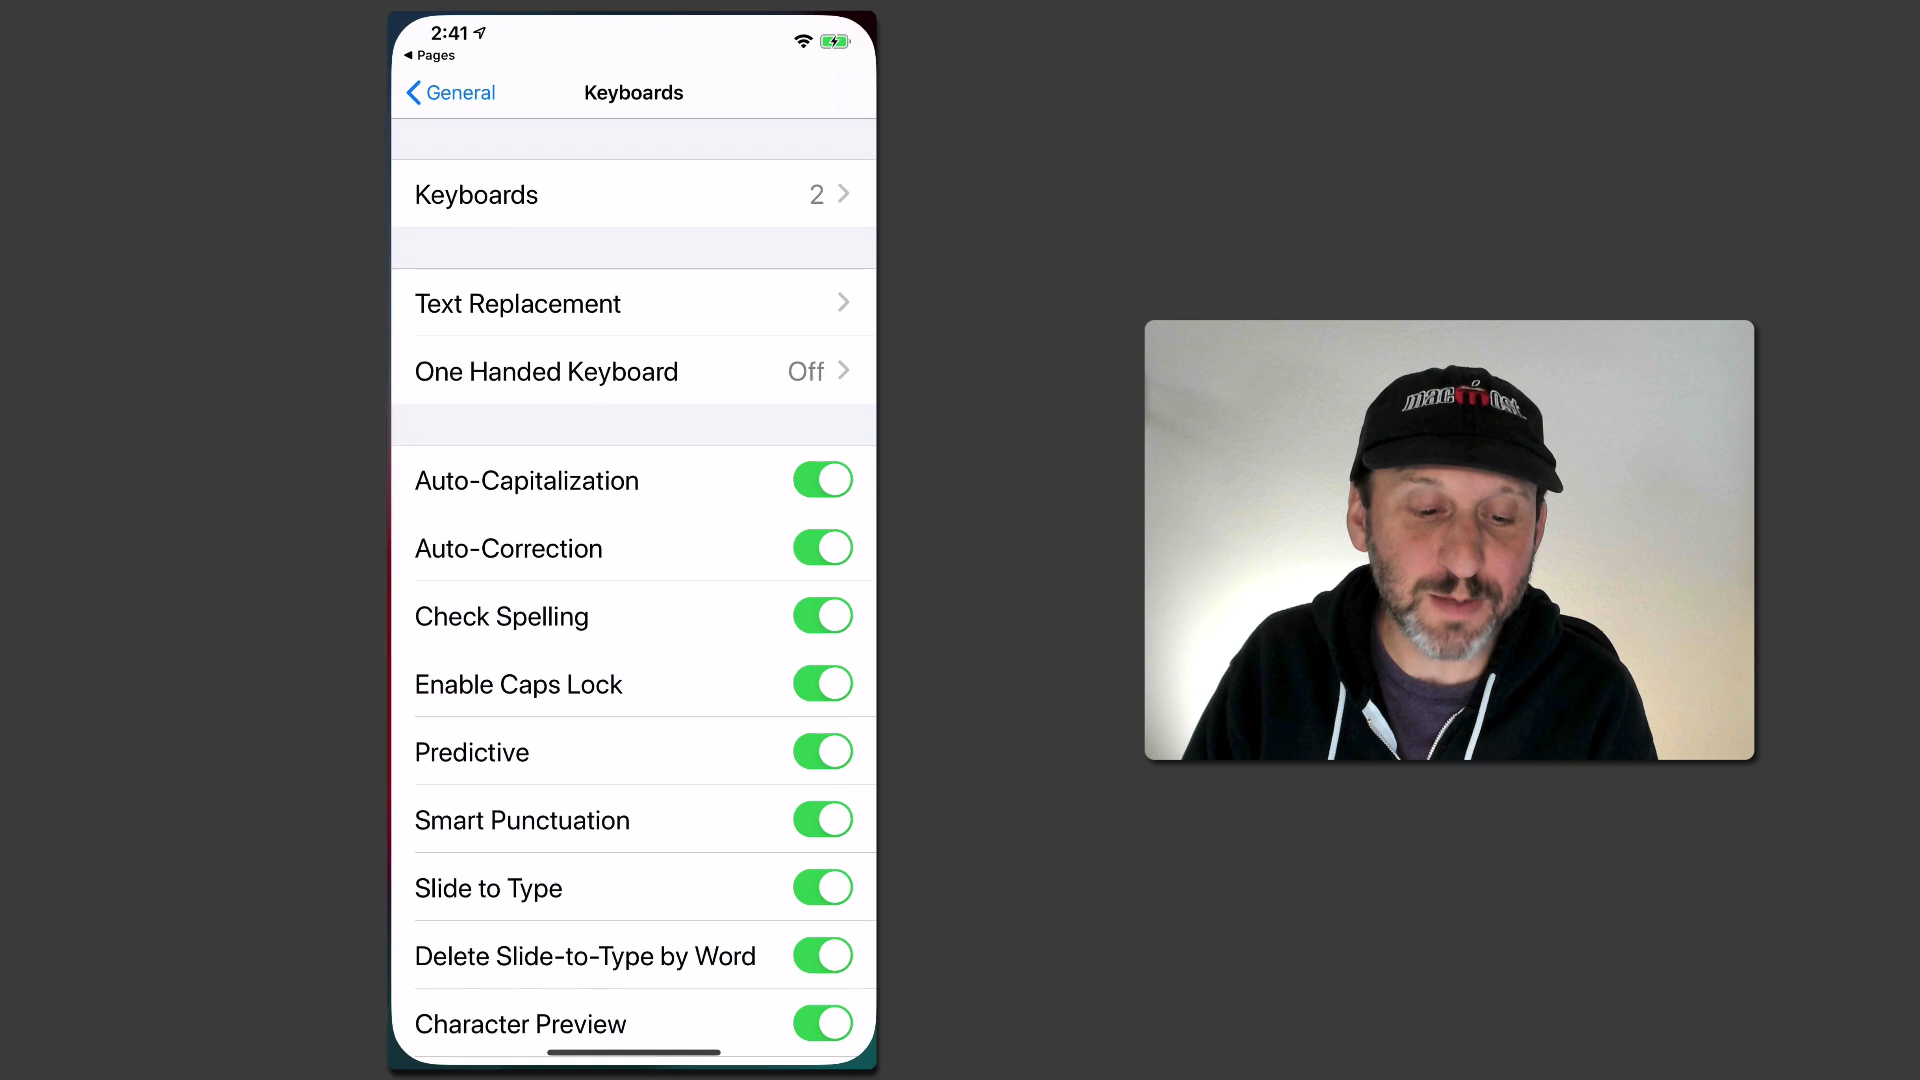 2:41
◀ Pages
General
Keyboards
Keyboards 2
Text Replacement
One Handed Keyboard Off
Auto-Capitalization
Auto-Correction
Check Spelling
Enable Caps Lock
Predictive
Smart Punctuation
Slide to Type
Delete Slide-to-Type by Word
Character Preview
macmost